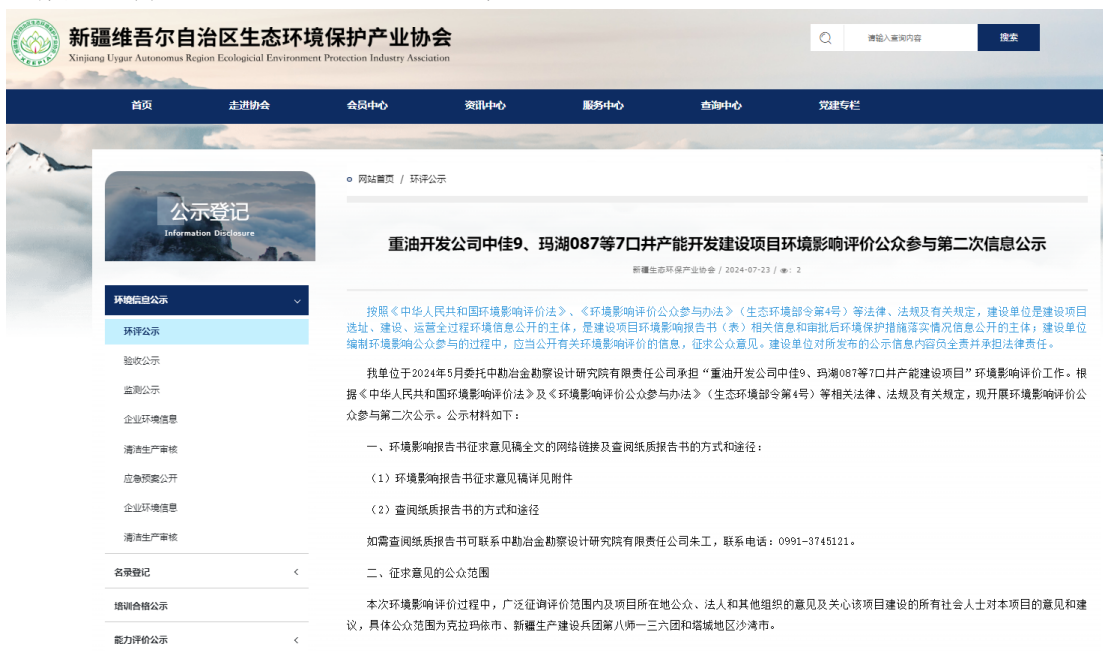 新疆维吾尔自治区生态环境保护产业协会
Xinjiang Uygur Autonomus Region Ecologicial Environment Protection Industry Assciation
XEEPIA
请输入查询内容
搜索
首页 走进协会 会员中心 资讯中心 服务中心 查询中心 党建专栏
公示登记
Information Disclosure
环境信息公示
环评公示
验收公示
监测公示
企业环境信息
清洁生产审核
应急预案公开
企业环境信息
清洁生产审核
名录登记
培训合格公示
能力评价公示
网站首页 / 环评公示
重油开发公司中佳9、玛湖087等7口井产能开发建设项目环境影响评价公众参与第二次信息公示
新疆生态环保产业协会 / 2024-07-23 / : 2
按照《中华人民共和国环境影响评价法》、《环境影响评价公众参与办法》（生态环境部令第4号）等法律、法规及有关规定，建设单位是建设项目
选址、建设、运营全过程环境信息公开的主体，是建设项目环境影响报告书（表）相关信息和审批后环境保护措施落实情况信息公开的主体；建设单位
编制环境影响公众参与的过程中，应当公开有关环境影响评价的信息，征求公众意见。建设单位对所发布的公示信息内容负全责并承担法律责任。
我单位于2024年5月委托中勘冶金勘察设计研究院有限责任公司承担“重油开发公司中佳9、玛湖087等7口井产能建设项目”环境影响评价工作。根
据《中华人民共和国环境影响评价法》及《环境影响评价公众参与办法》（生态环境部令第4号）等相关法律、法规及有关规定，现开展环境影响评价公
众参与第二次公示。公示材料如下：
一、环境影响报告书征求意见稿全文的网络链接及查阅纸质报告书的方式和途径：
（1）环境影响报告书征求意见稿详见附件
（2）查阅纸质报告书的方式和途径
如需查阅纸质报告书可联系中勘冶金勘察设计研究院有限责任公司朱工，联系电话：0991-3745121。
二、征求意见的公众范围
本次环境影响评价过程中，广泛征询评价范围内及项目所在地公众、法人和其他组织的意见及关心该项目建设的所有社会人士对本项目的意见和建
议，具体公众范围为克拉玛依市、新疆生产建设兵团第八师一三六团和塔城地区沙湾市。